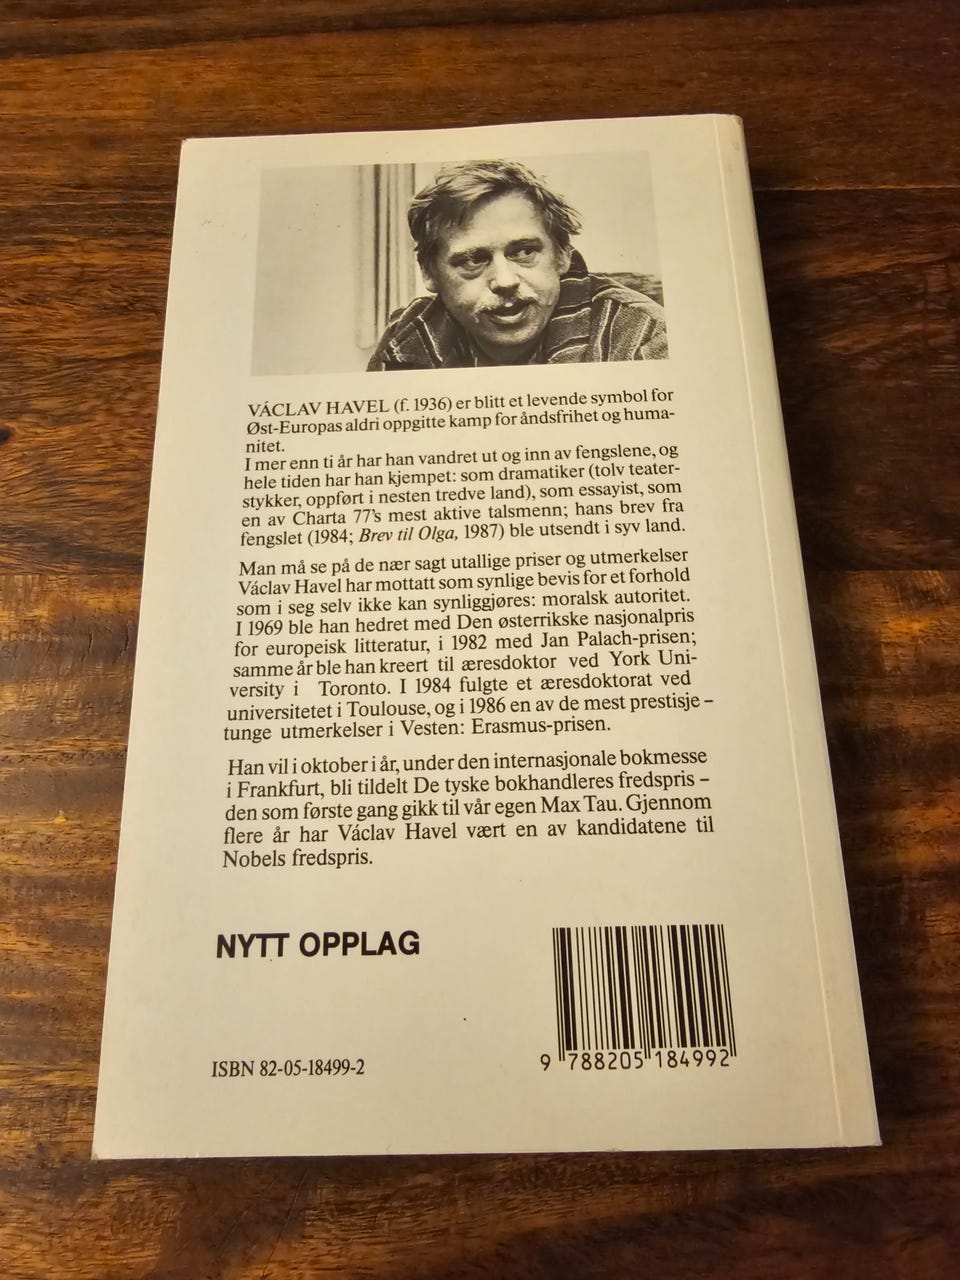 VÁCLAV HAVEL (f. 1936) er blitt et levende symbol for
Øst-Europas aldri oppgitte kamp for åndsfrihet og huma-
nitet.
I mer enn ti år har han vandret ut og inn av fengslene, og
hele tiden har han kjempet: som dramatiker (tolv teater-
stykker, oppført i nesten tredve land), som essayist, som
en av Charta 77's mest aktive talsmenn; hans brev fra
fengslet (1984; Brev til Olga, 1987) ble utsendt i syv land.
Man må se på de nær sagt utallige priser og utmerkelser
Václav Havel har mottatt som synlige bevis for et forhold
som i seg selv ikke kan synliggjøres: moralsk autoritet.
I 1969 ble han hedret med Den østerrikske nasjonalpris
for europeisk litteratur, i 1982 med Jan Palach-prisen;
samme år ble han kreert til æresdoktor ved York Uni-
versity i Toronto. I 1984 fulgte et æresdoktorat ved
universitetet i Toulouse, og i 1986 en av de mest prestisje –
tunge utmerkelser i Vesten: Erasmus-prisen.
Han vil i oktober i år, under den internasjonale bokmesse
i Frankfurt, bli tildelt De tyske bokhandleres fredspris –
den som første gang gikk til vår egen Max Tau. Gjennom
flere år har Václav Havel vært en av kandidatene til
Nobels fredspris.
NYTT OPPLAG
ISBN 82-05-18499-2
9 788205 184992